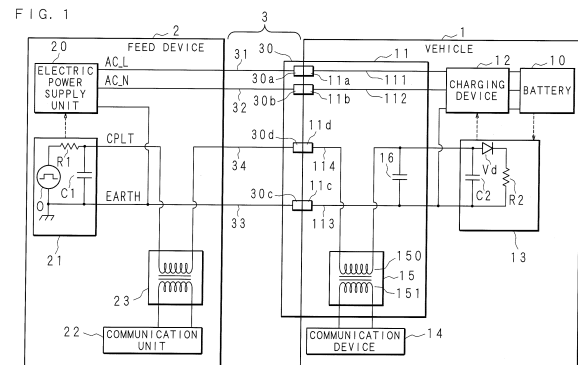 FIG. 1
2
3
1
20
FEED DEVICE
30
11
VEHICLE
AC_L
31
12
10
ELECTRIC
POWER
SUPPLY
UNIT
30a
11a
111
CHARGING
DEVICE
BATTERY
AC_N
32
30b
11b
112
CPLT
30d
11d
R1
34
114
16
Vd
C1
C2
R2
O
EARTH
30c
11c
33
113
21
13
150
23
15
151
22
COMMUNICATION
UNIT
COMMUNICATION
DEVICE
14